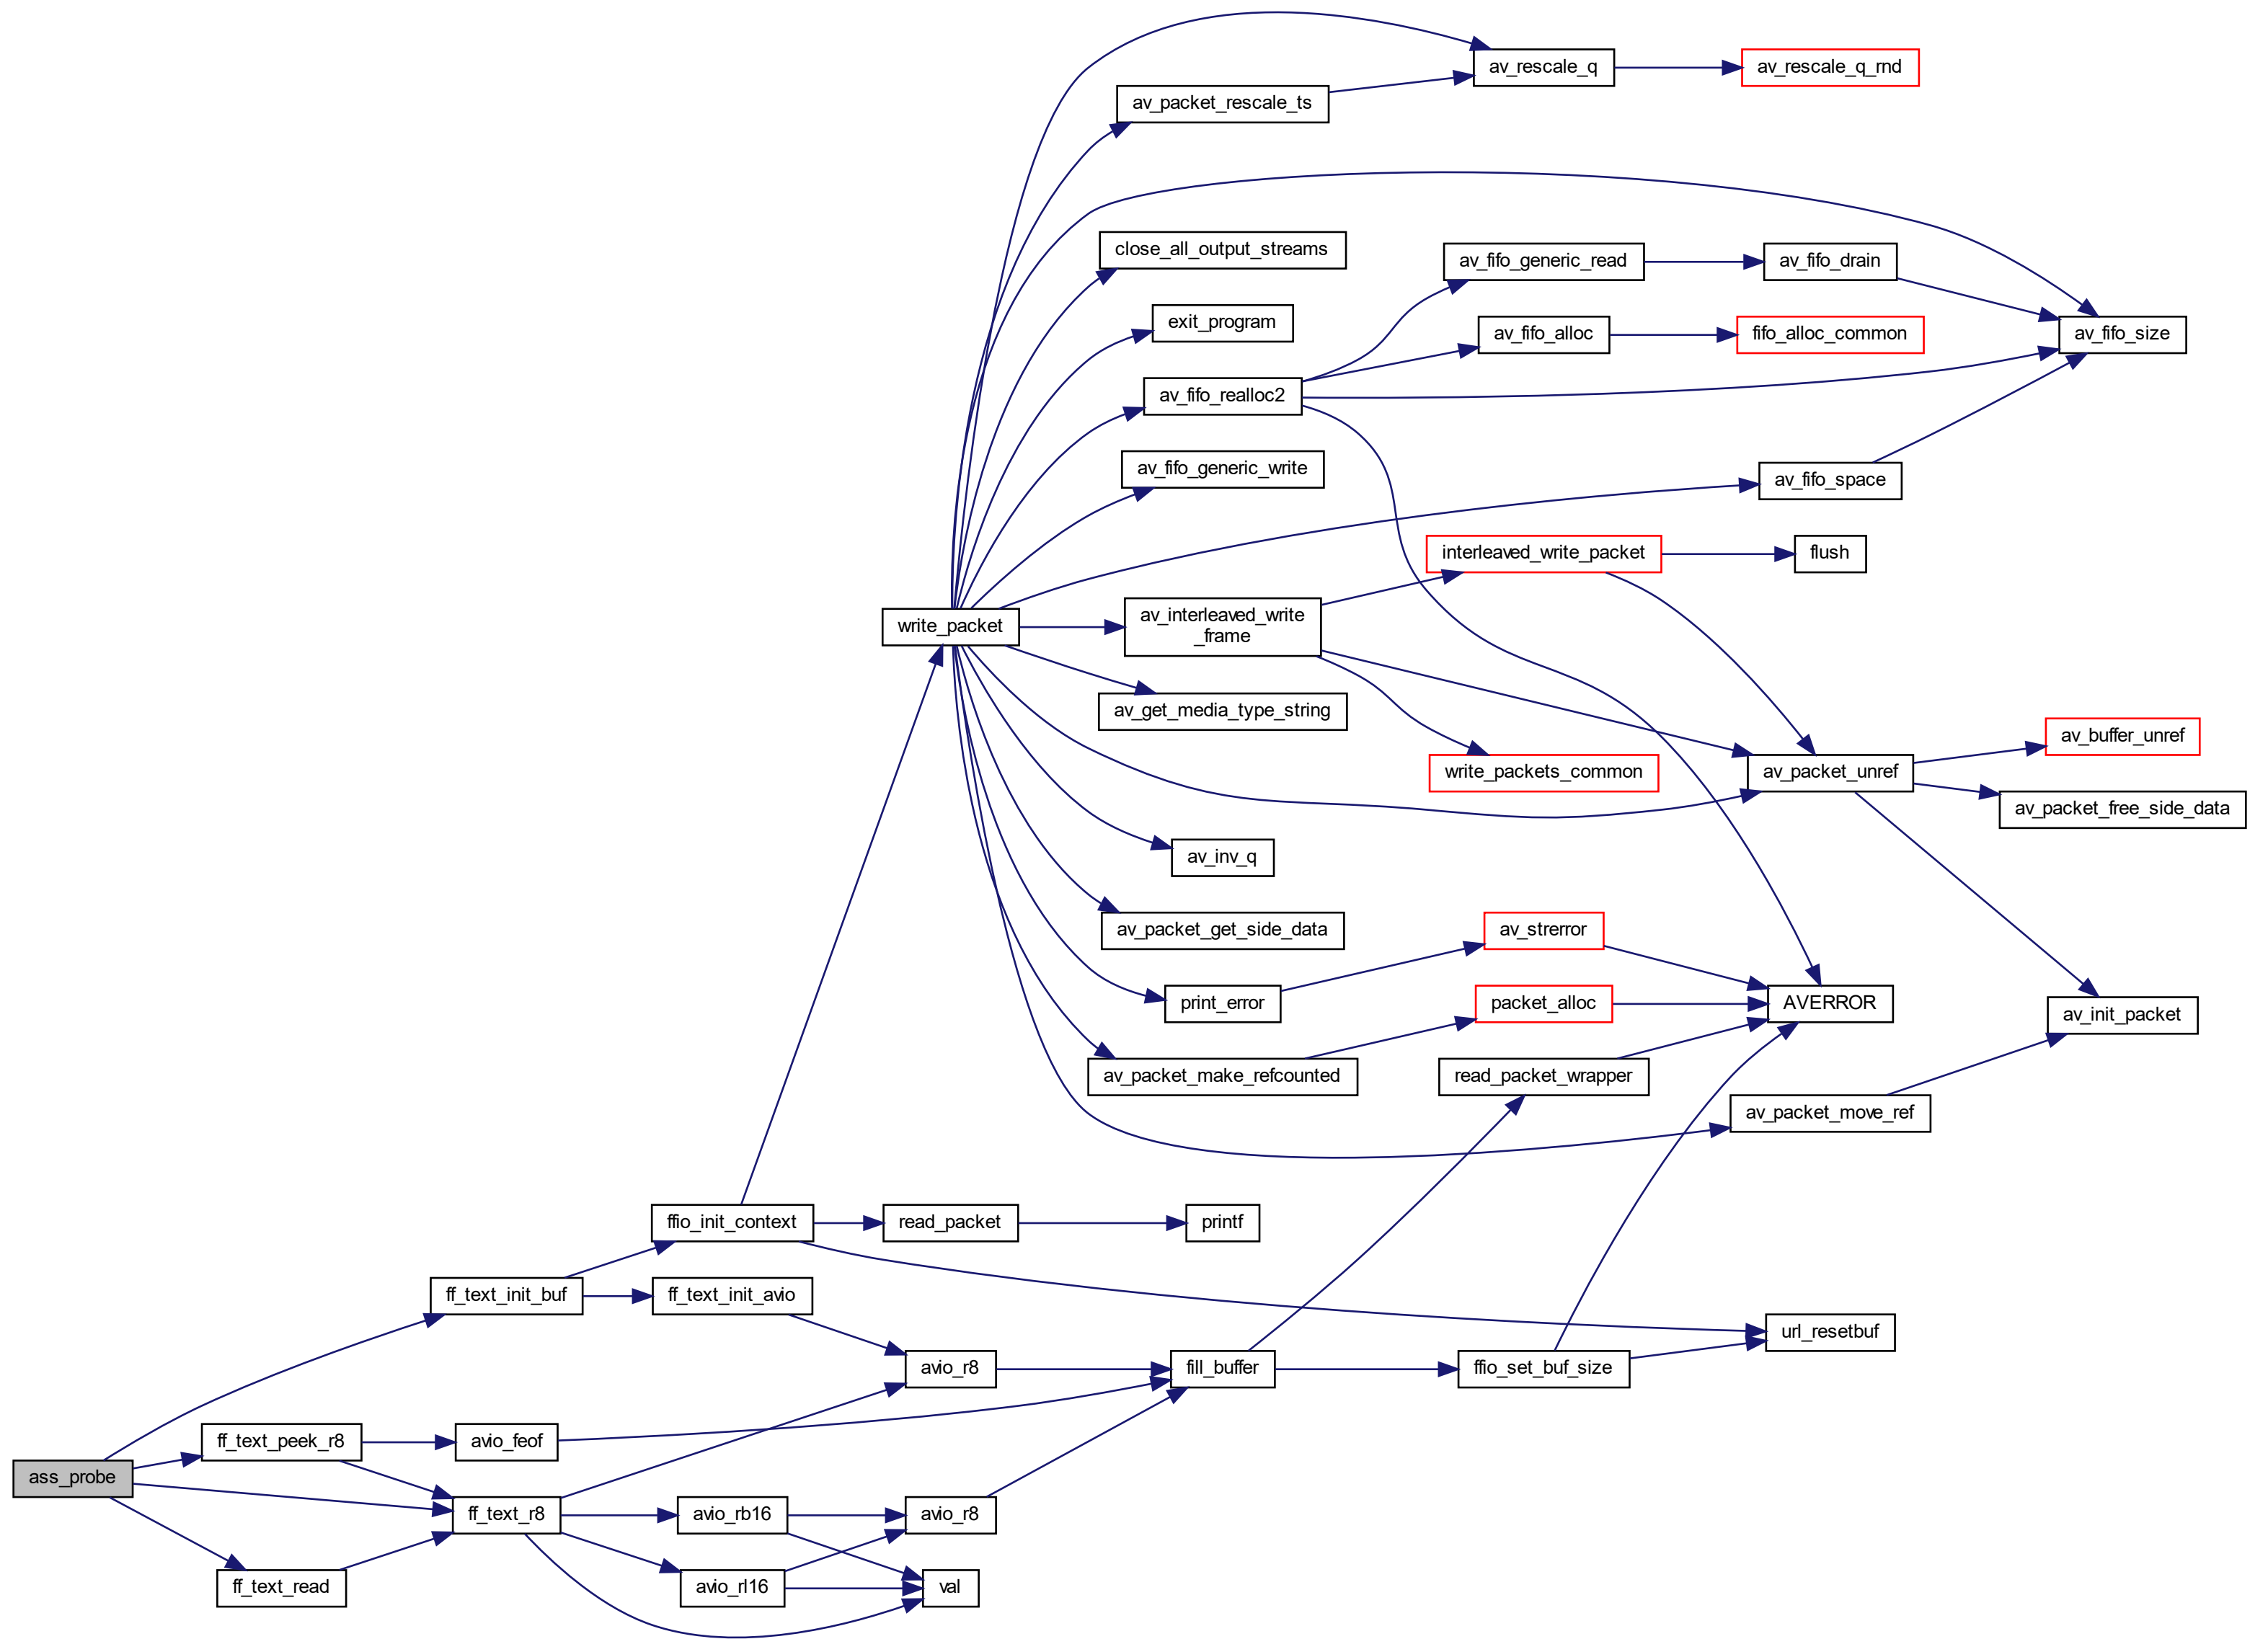 av_rescale_q
av_rescale_q_rnd
av_packet_rescale_ts
close_all_output_streams
av_fifo_generic_read
av_fifo_drain
exit_program
av_fifo_alloc
fifo_alloc_common
av_fifo_size
av_fifo_realloc2
av_fifo_generic_write
av_fifo_space
interleaved_write_packet
flush
write_packet
av_interleaved_write
_frame
av_get_media_type_string
av_buffer_unref
write_packets_common
av_packet_unref
av_packet_free_side_data
av_inv_q
av_packet_get_side_data
av_strerror
print_error
packet_alloc
AVERROR
av_init_packet
av_packet_make_refcounted
read_packet_wrapper
av_packet_move_ref
ffio_init_context
read_packet
printf
ff_text_init_buf
ff_text_init_avio
url_resetbuf
avio_r8
fill_buffer
ffio_set_buf_size
ff_text_peek_r8
avio_feof
ass_probe
ff_text_r8
avio_rb16
avio_r8
ff_text_read
avio_rl16
val